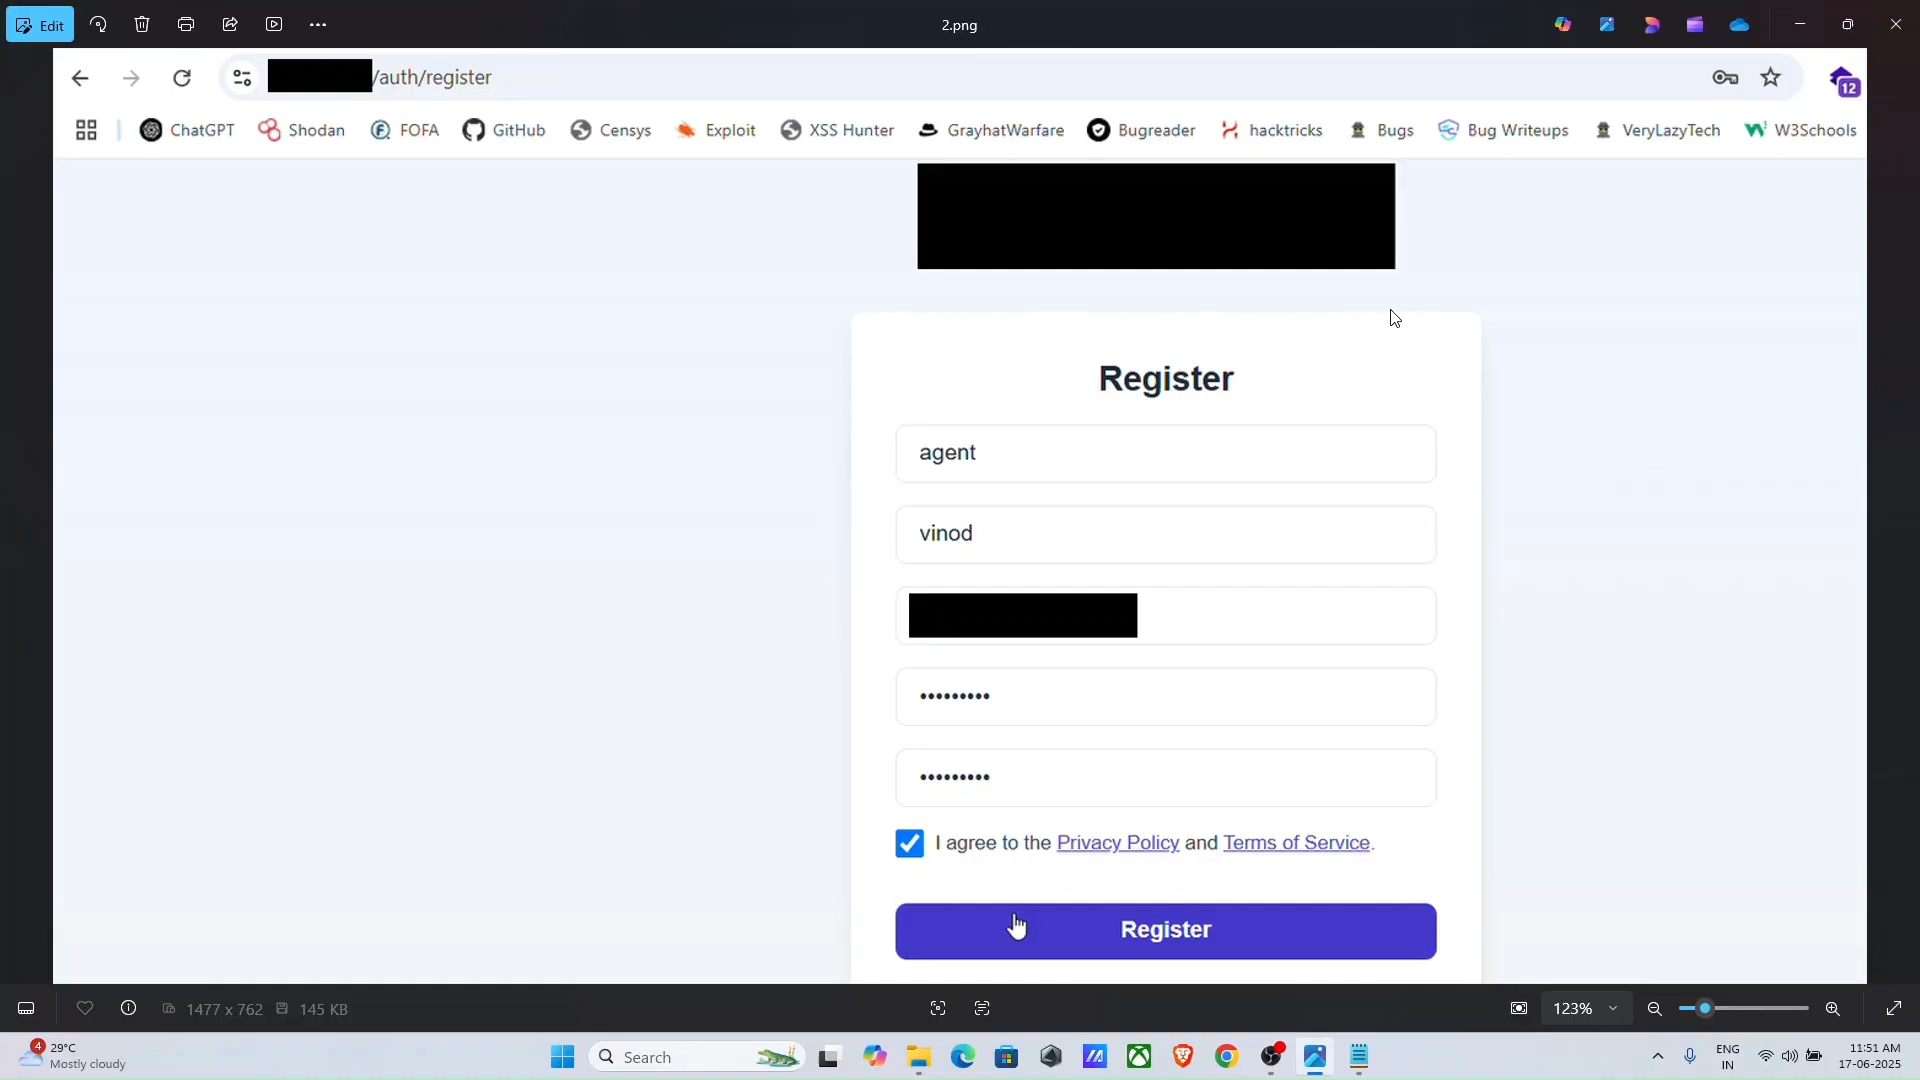 Edit
2.png
/auth/register
12
ChatGPT
Shodan
FOFA
GitHub
Censys
Exploit
XSS Hunter
GrayhatWarfare
Bugreader
hacktricks
Bugs
Bug Writeups
VeryLazyTech
W3Schools
Register
agent
vinod
•••••••••
•••••••••
I agree to the Privacy Policy and Terms of Service.
Register
1477 x 762
145 KB
123%
4
29°C
Mostly cloudy
Search
ENG
IN
11:51 AM
17-06-2025